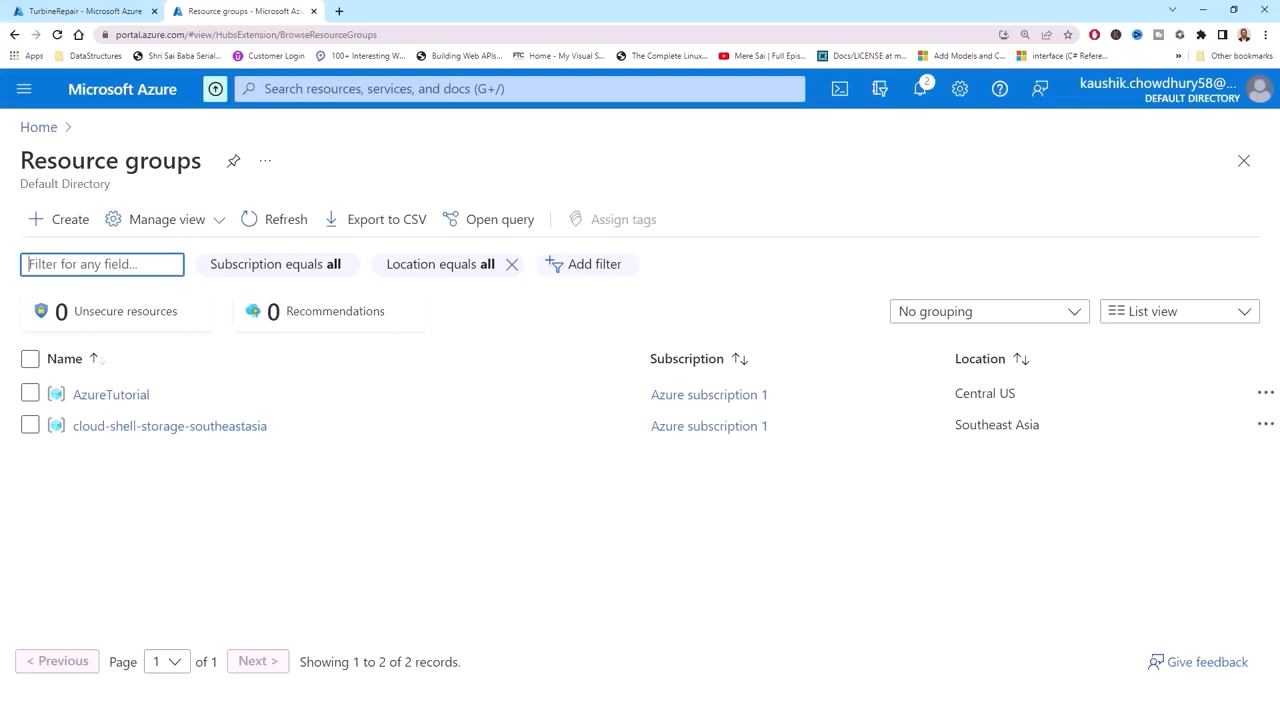 TurbineRepair - Microsoft Azure
Resource groups - Microsoft Az
portal.azure.com/#view/HubsExtension/BrowseResourceGroups
Apps DataStructures Shri Sai Baba Serial... Customer Login 100+ Interesting W... Building Web APIs... FTC Home - My Visual S... The Complete Linux... Mere Sai | Full Epis... Docs/LICENSE at m... Add Models and C... interface (C# Refere... » Other bookmarks
Microsoft Azure
Search resources, services, and docs (G+/)
2
kaushik.chowdhury58@...
DEFAULT DIRECTORY
Home
Resource groups
Default Directory
Create Manage view Refresh Export to CSV Open query Assign tags
Filter for any field... Subscription equals all Location equals all Add filter
0 Unsecure resources 0 Recommendations No grouping List view
Name Subscription Location
AzureTutorial Azure subscription 1 Central US
cloud-shell-storage-southeastasia Azure subscription 1 Southeast Asia
< Previous Page 1 of 1 Next > Showing 1 to 2 of 2 records. Give feedback